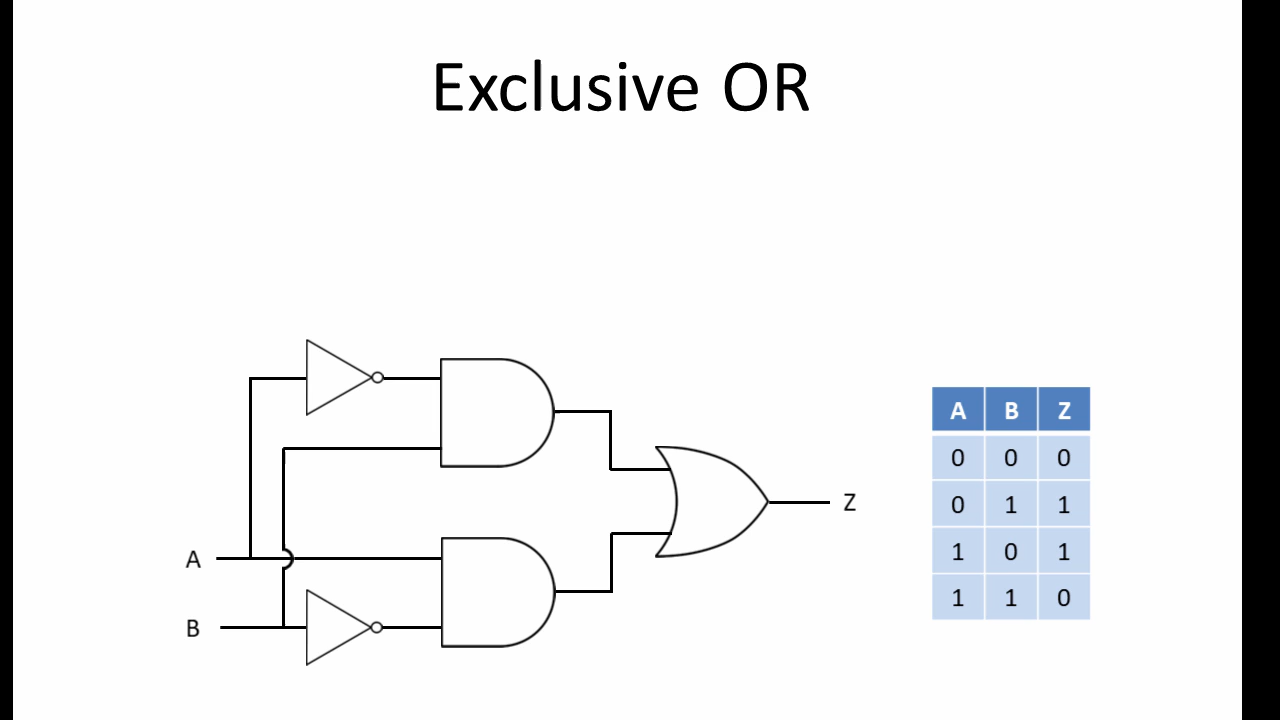 Exclusive OR
A
B
Z
A B Z
0 0 0
0 1 1
1 0 1
1 1 0